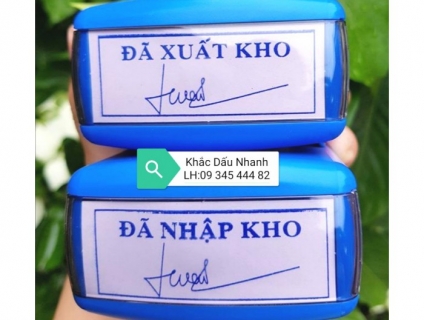 ĐÃ XUẤT KHO
Khắc Dấu Nhanh
LH:09 345 444 82
ĐÃ NHẬP KHO